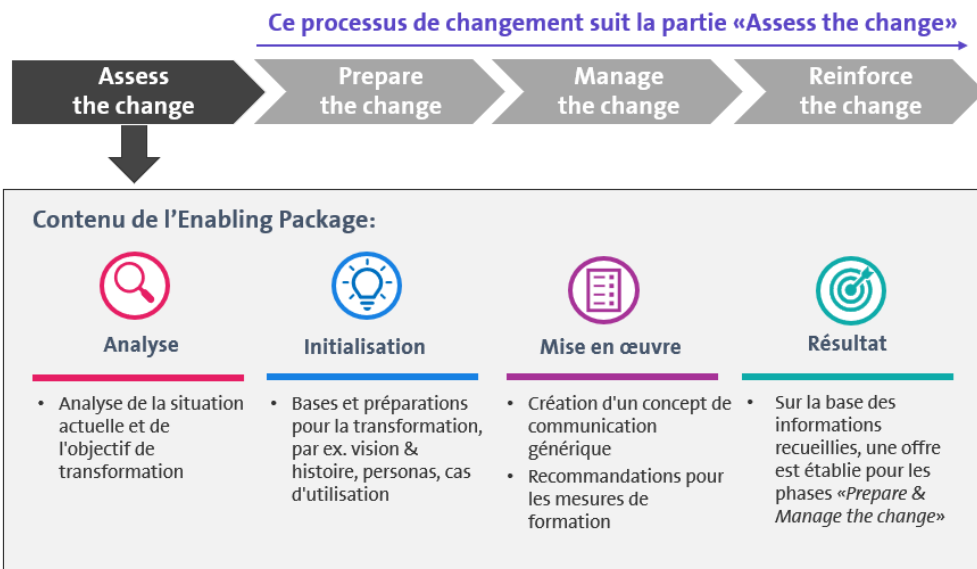 Ce processus de changement suit la partie «Assess the change»
Assess
the change
Prepare
the change
Manage
the change
Reinforce
the change
Contenu de l'Enabling Package:
Analyse
Initialisation
Mise en œuvre
Résultat
• Analyse de la situation
actuelle et de
l'objectif de
transformation
• Bases et préparations
pour la transformation,
par ex. vision &
histoire, personas, cas
d'utilisation
• Création d'un concept de
communication
générique
• Recommandations pour
les mesures de
formation
• Sur la base des
informations
recueillies, une offre
est établie pour les
phases «Prepare &
Manage the change»